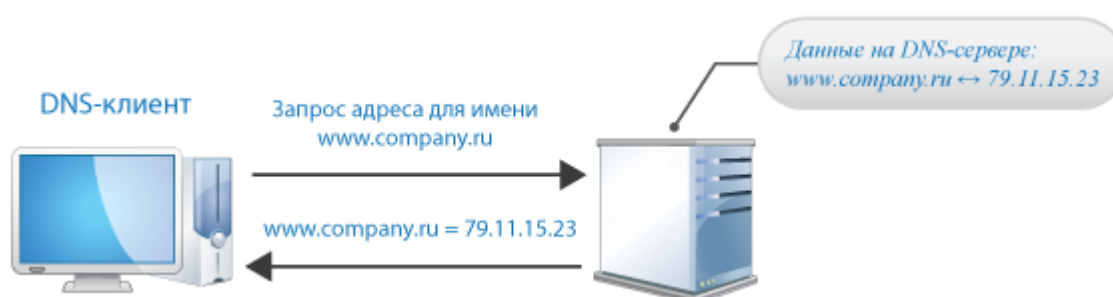 Данные на DNS-сервере:
www.company.ru ↔ 79.11.15.23
DNS-клиент
Запрос адреса для имени
www.company.ru
www.company.ru = 79.11.15.23